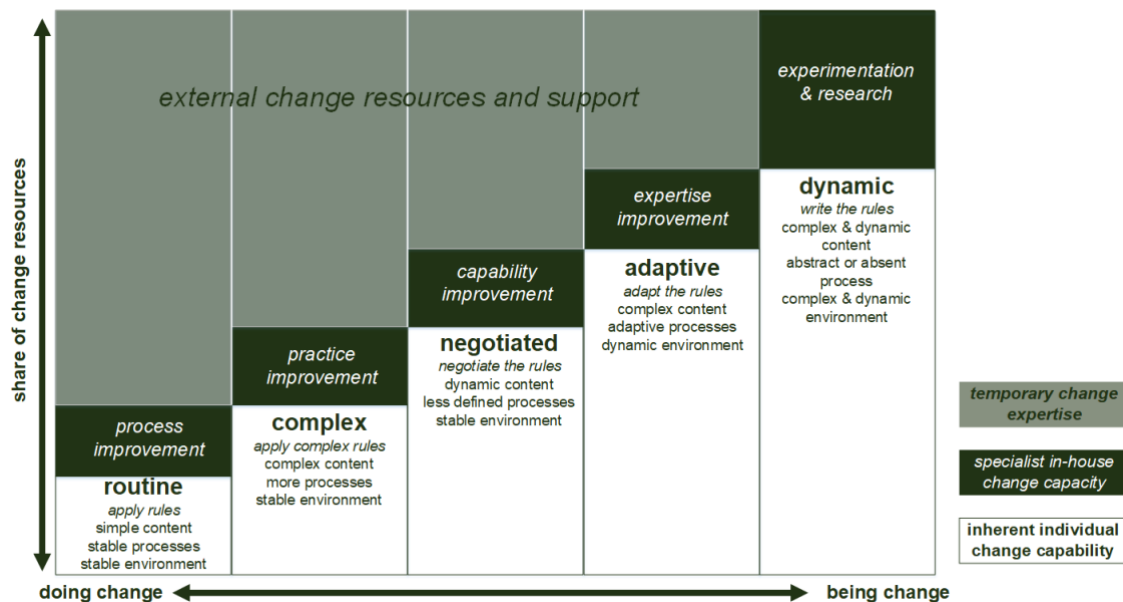 external change resources and support
experimentation
& research
expertise
improvement
capability
improvement
practice
improvement
process
improvement
routine
apply rules
simple content
stable processes
stable environment
complex
apply complex rules
complex content
more processes
stable environment
negotiated
negotiate the rules
dynamic content
less defined processes
stable environment
adaptive
adapt the rules
complex content
adaptive processes
dynamic environment
dynamic
write the rules
complex & dynamic
content
abstract or absent
process
complex & dynamic
environment
share of change resources
doing change
being change
temporary change
expertise
specialist in-house
change capacity
inherent individual
change capability